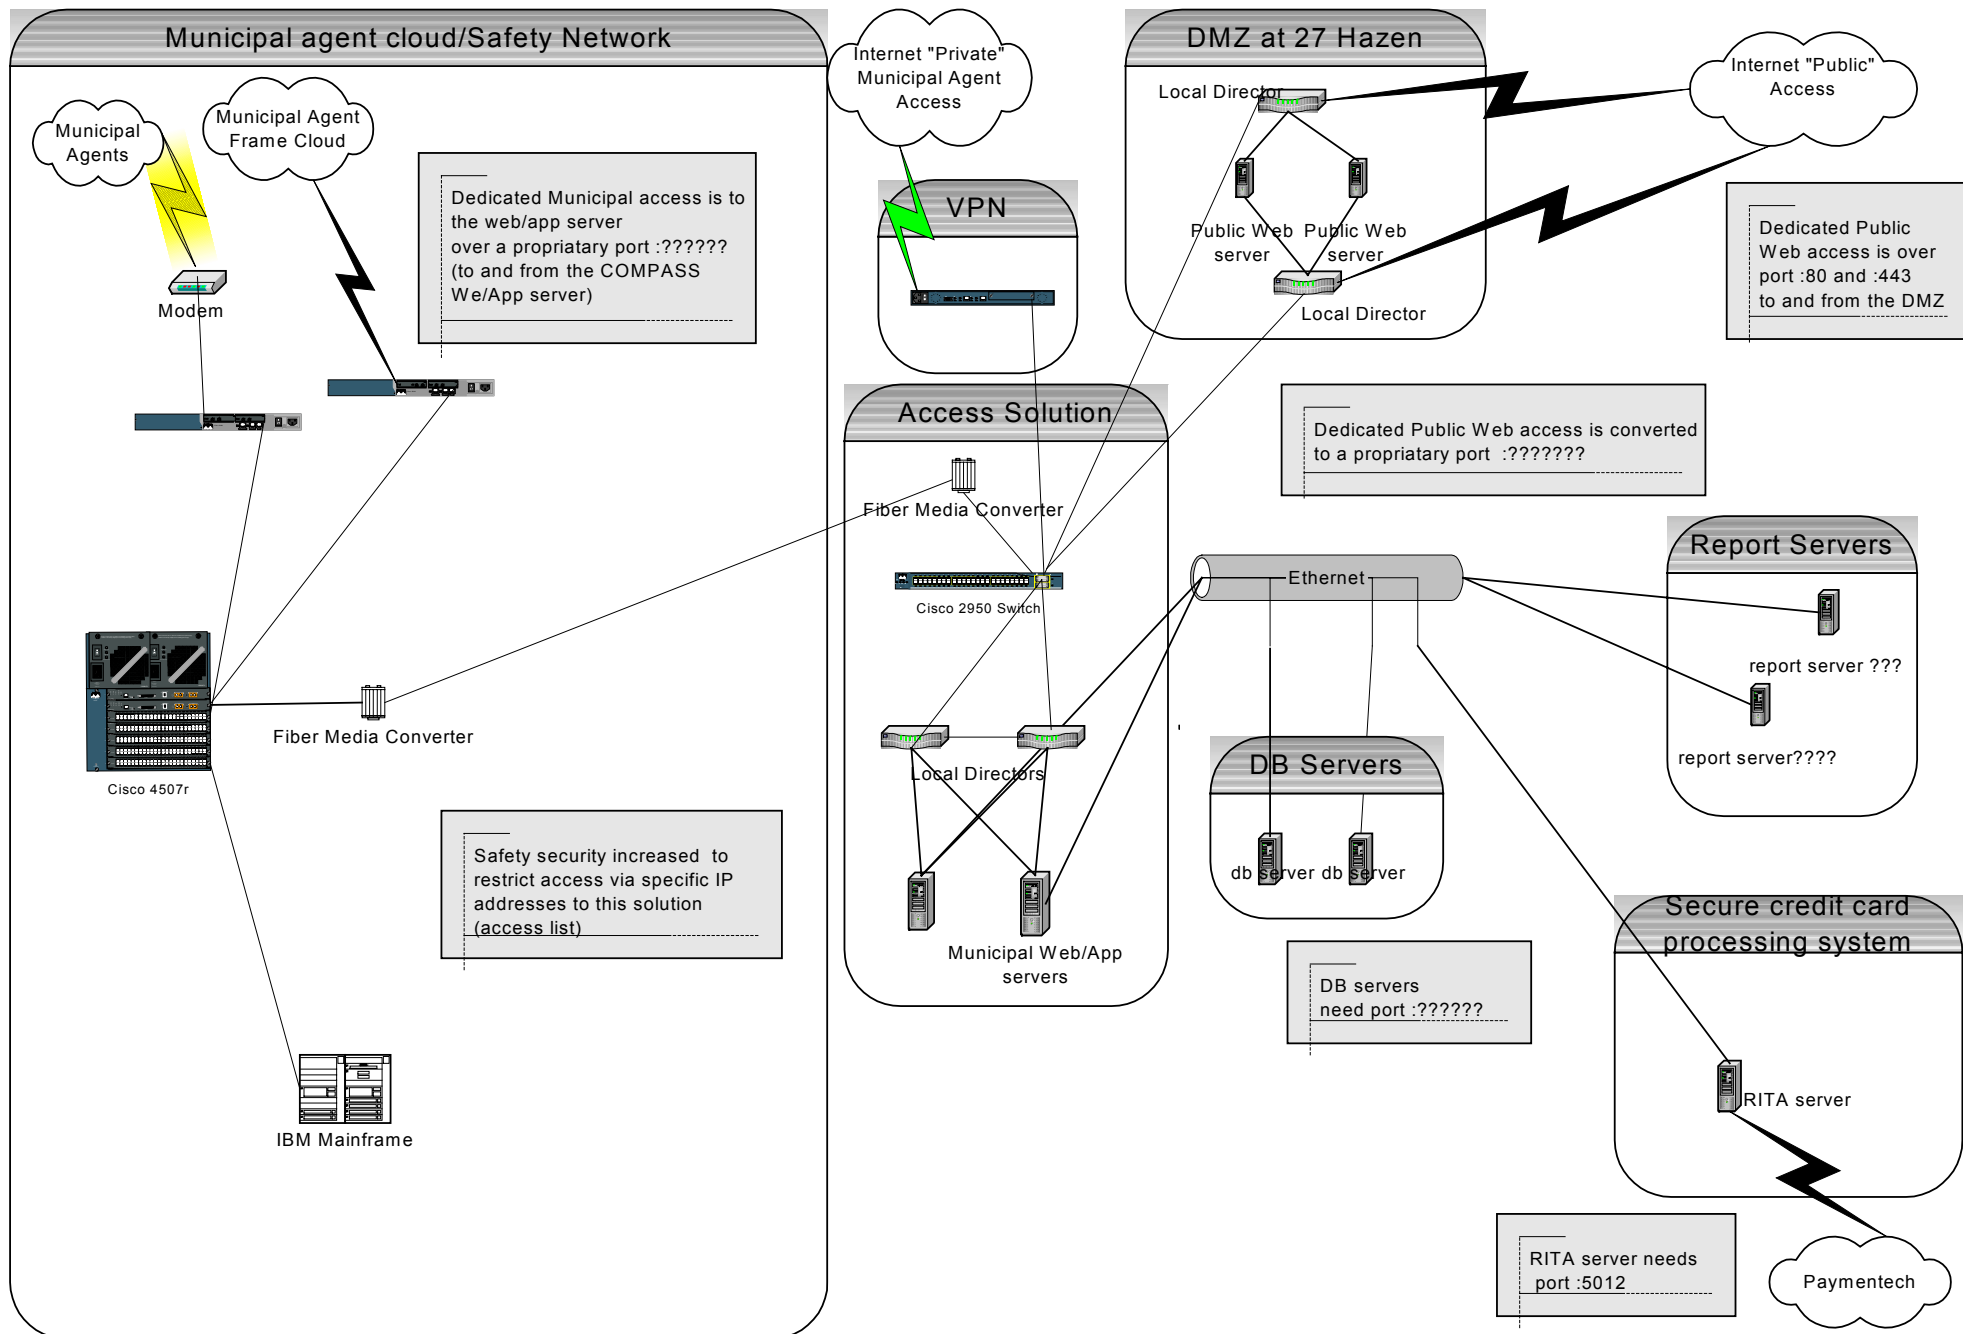 Municipal agent cloud/Safety Network
Municipal
Agents
Municipal Agent
Frame Cloud
Dedicated Municipal access is to
the web/app server
over a propriatary port :??????
(to and from the COMPASS
We/App server)
Modem
Cisco 4507r
Fiber Media Converter
Safety security increased to
restrict access via specific IP
addresses to this solution
(access list)
IBM Mainframe
Internet "Private"
Municipal Agent
Access
VPN
Access Solution
Fiber Media Converter
Cisco 2950 Switch
Local Directors
Municipal Web/App
servers
DMZ at 27 Hazen
Local Director
Public Web
server
Public Web
server
Local Director
Internet "Public"
Access
Dedicated Public
Web access is over
port :80 and :443
to and from the DMZ
Dedicated Public Web access is converted
to a propriatary port :???????
Ethernet
Report Servers
report server ???
report server????
DB Servers
db server
db server
DB servers
need port :??????
Secure credit card
processing system
RITA server
RITA server needs
port :5012
Paymentech